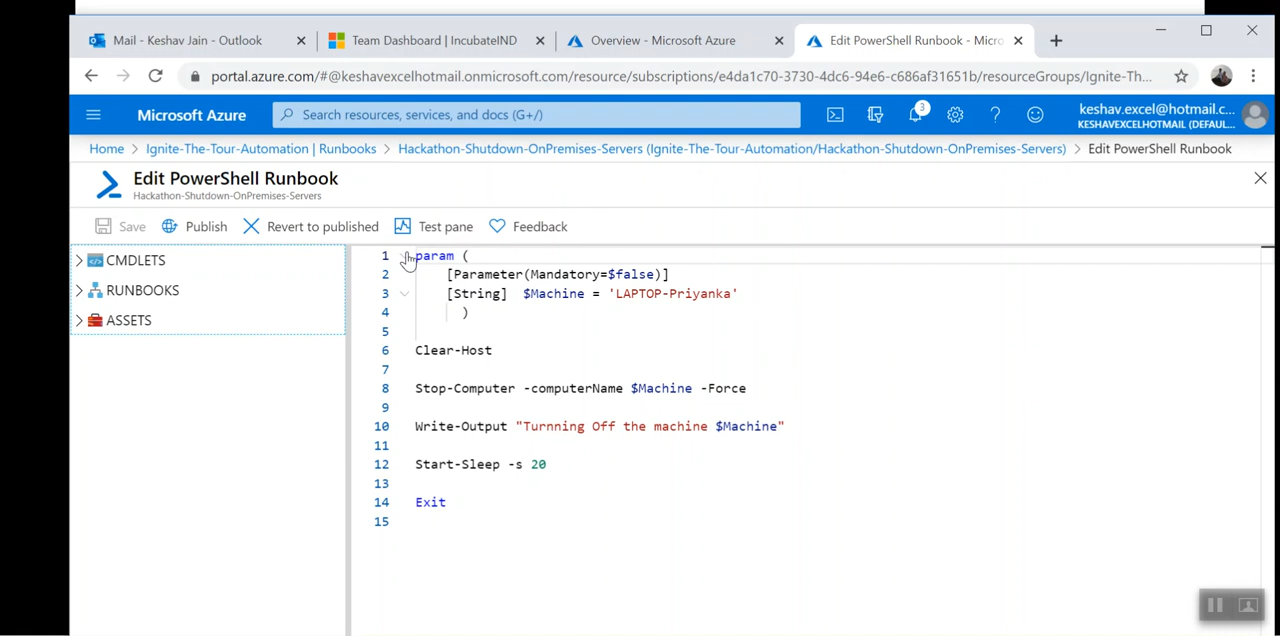 Mail - Keshav Jain - Outlook
Team Dashboard | IncubateIND
Overview - Microsoft Azure
Edit PowerShell Runbook - Micro
portal.azure.com/#@keshavexcelhotmail.onmicrosoft.com/resource/subscriptions/e4da1c70-3730-4dc6-94e6-c686af31651b/resourceGroups/Ignite-Th...
Microsoft Azure
Search resources, services, and docs (G+/)
3
keshav.excel@hotmail.c...
KESHAVEXCELHOTMAIL (DEFAUL...
Home > Ignite-The-Tour-Automation | Runbooks > Hackathon-Shutdown-OnPremises-Servers (Ignite-The-Tour-Automation/Hackathon-Shutdown-OnPremises-Servers) > Edit PowerShell Runbook
Edit PowerShell Runbook
Hackathon-Shutdown-OnPremises-Servers
Save Publish Revert to published Test pane Feedback
CMDLETS
RUNBOOKS
ASSETS
1 param (
2 [Parameter(Mandatory=$false)]
3 [String] $Machine = 'LAPTOP-Priyanka'
4 )
5
6 Clear-Host
7
8 Stop-Computer -computerName $Machine -Force
9
10 Write-Output "Turnning Off the machine $Machine"
11
12 Start-Sleep -s 20
13
14 Exit
15